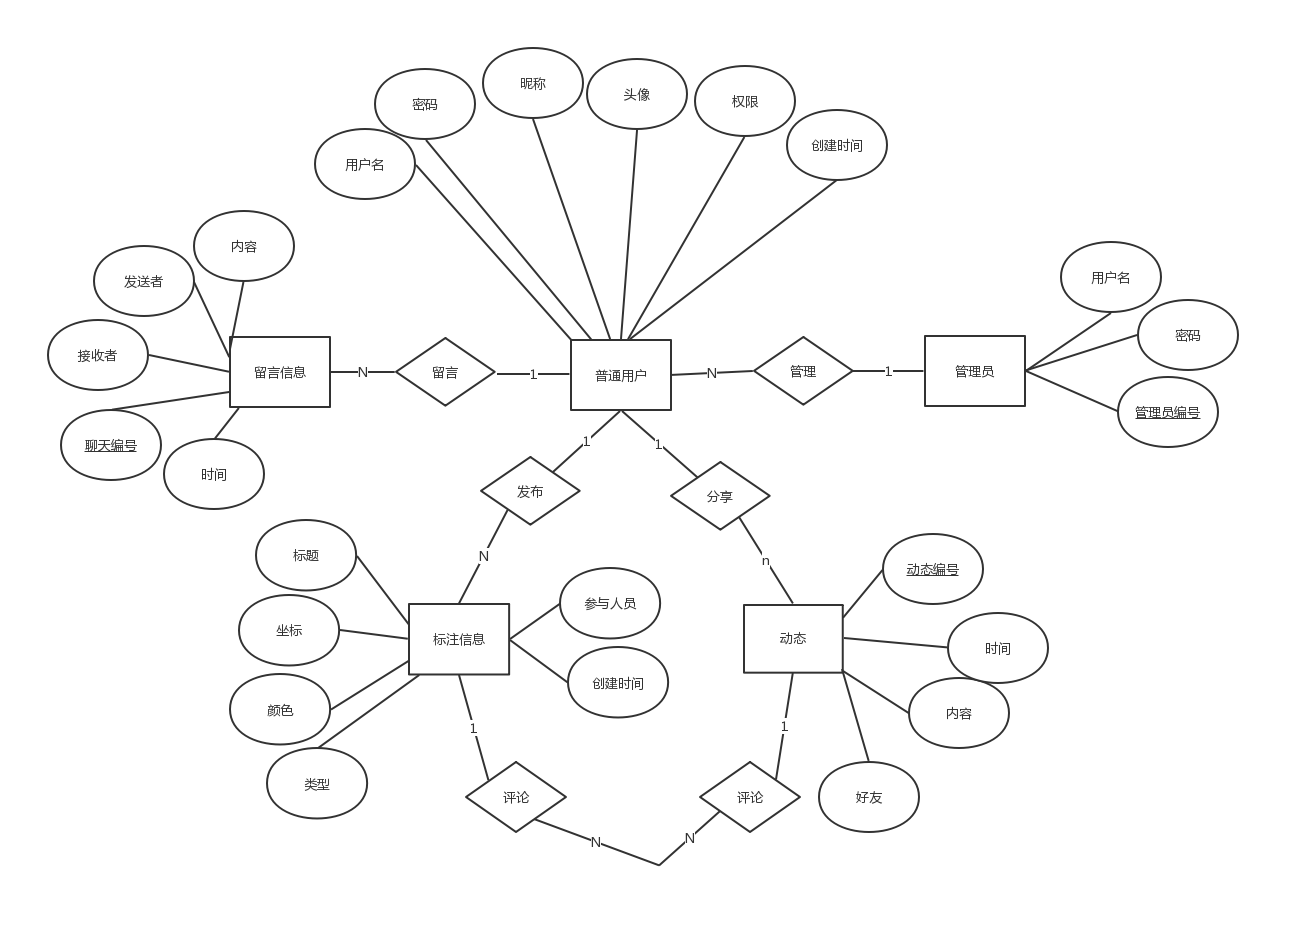 昵称
头像
权限
密码
创建时间
用户名
内容
发送者
用户名
接收者
密码
留言信息
N
留言
1
普通用户
N
管理
1
管理员
管理员编号
聊天编号
时间
1
1
发布
分享
标题
N
n
动态编号
参与人员
坐标
标注信息
动态
时间
创建时间
颜色
内容
1
1
类型
评论
评论
好友
N
N